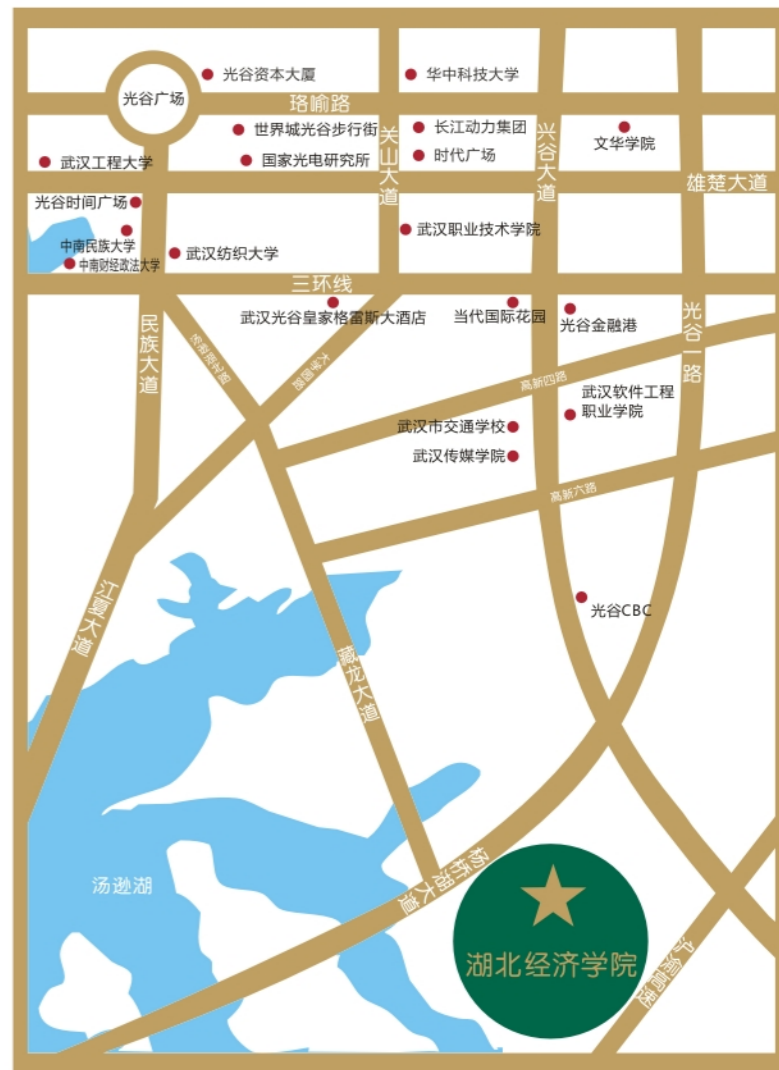 光谷资本大厦
华中科技大学
光谷广场
珞喻路
世界城光谷步行街
长江动力集团
文华学院
关山大道
兴谷大道
武汉工程大学
国家光电研究所
时代广场
雄楚大道
光谷时间广场
武汉职业技术学院
中南民族大学
武汉纺织大学
中南财经政法大学
三环线
武汉光谷皇家格雷斯大酒店
当代国际花园
光谷金融港
光谷一路
民族大道
大学园路
高新四路
武汉软件工程
职业学院
武汉市交通学校
武汉传媒学院
高新六路
江夏大道
光谷CBC
藏龙大道
汤逊湖
杨桥湖大道
湖北经济学院
沪渝高速